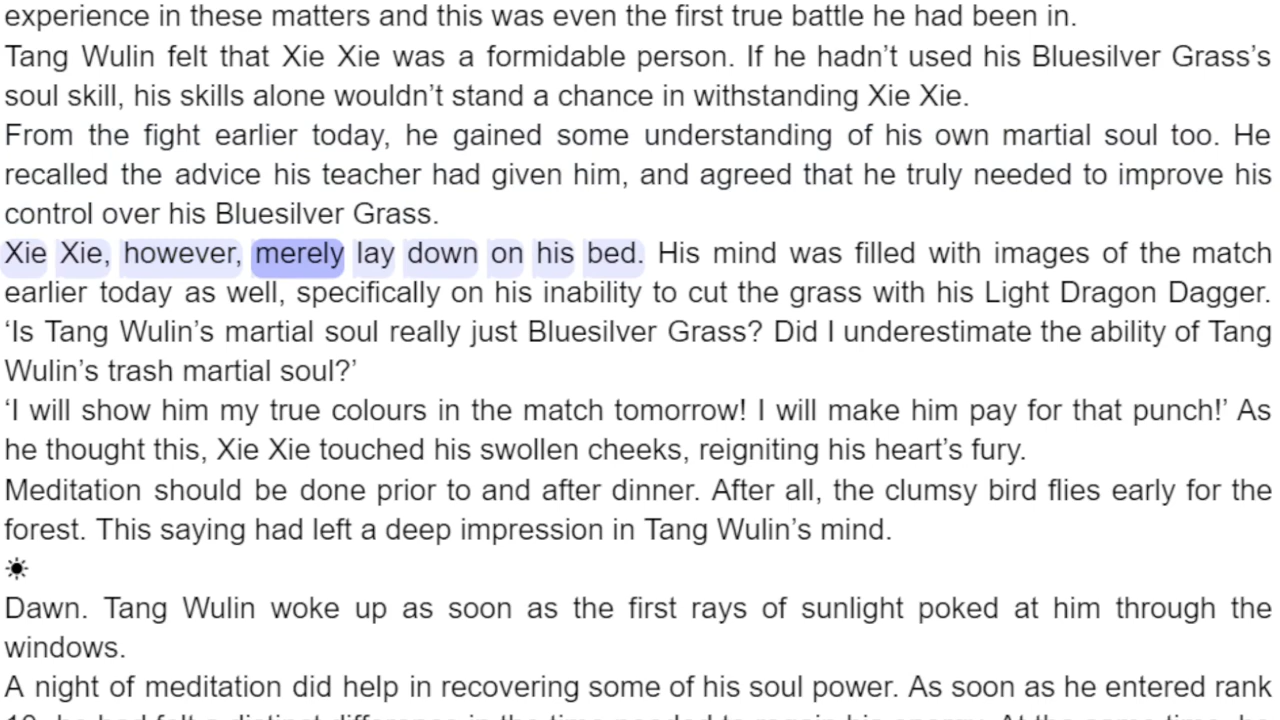 experience in these matters and this was even the first true battle he had been in.
Tang Wulin felt that Xie Xie was a formidable person. If he hadn’t used his Bluesilver Grass’s
soul skill, his skills alone wouldn’t stand a chance in withstanding Xie Xie.
From the fight earlier today, he gained some understanding of his own martial soul too. He
recalled the advice his teacher had given him, and agreed that he truly needed to improve his
control over his Bluesilver Grass.
Xie Xie, however, merely lay down on his bed. His mind was filled with images of the match
earlier today as well, specifically on his inability to cut the grass with his Light Dragon Dagger.
‘Is Tang Wulin’s martial soul really just Bluesilver Grass? Did I underestimate the ability of Tang
Wulin’s trash martial soul?’
‘I will show him my true colours in the match tomorrow! I will make him pay for that punch!’ As
he thought this, Xie Xie touched his swollen cheeks, reigniting his heart’s fury.
Meditation should be done prior to and after dinner. After all, the clumsy bird flies early for the
forest. This saying had left a deep impression in Tang Wulin’s mind.
☀
Dawn. Tang Wulin woke up as soon as the first rays of sunlight poked at him through the
windows.
A night of meditation did help in recovering some of his soul power. As soon as he entered rank